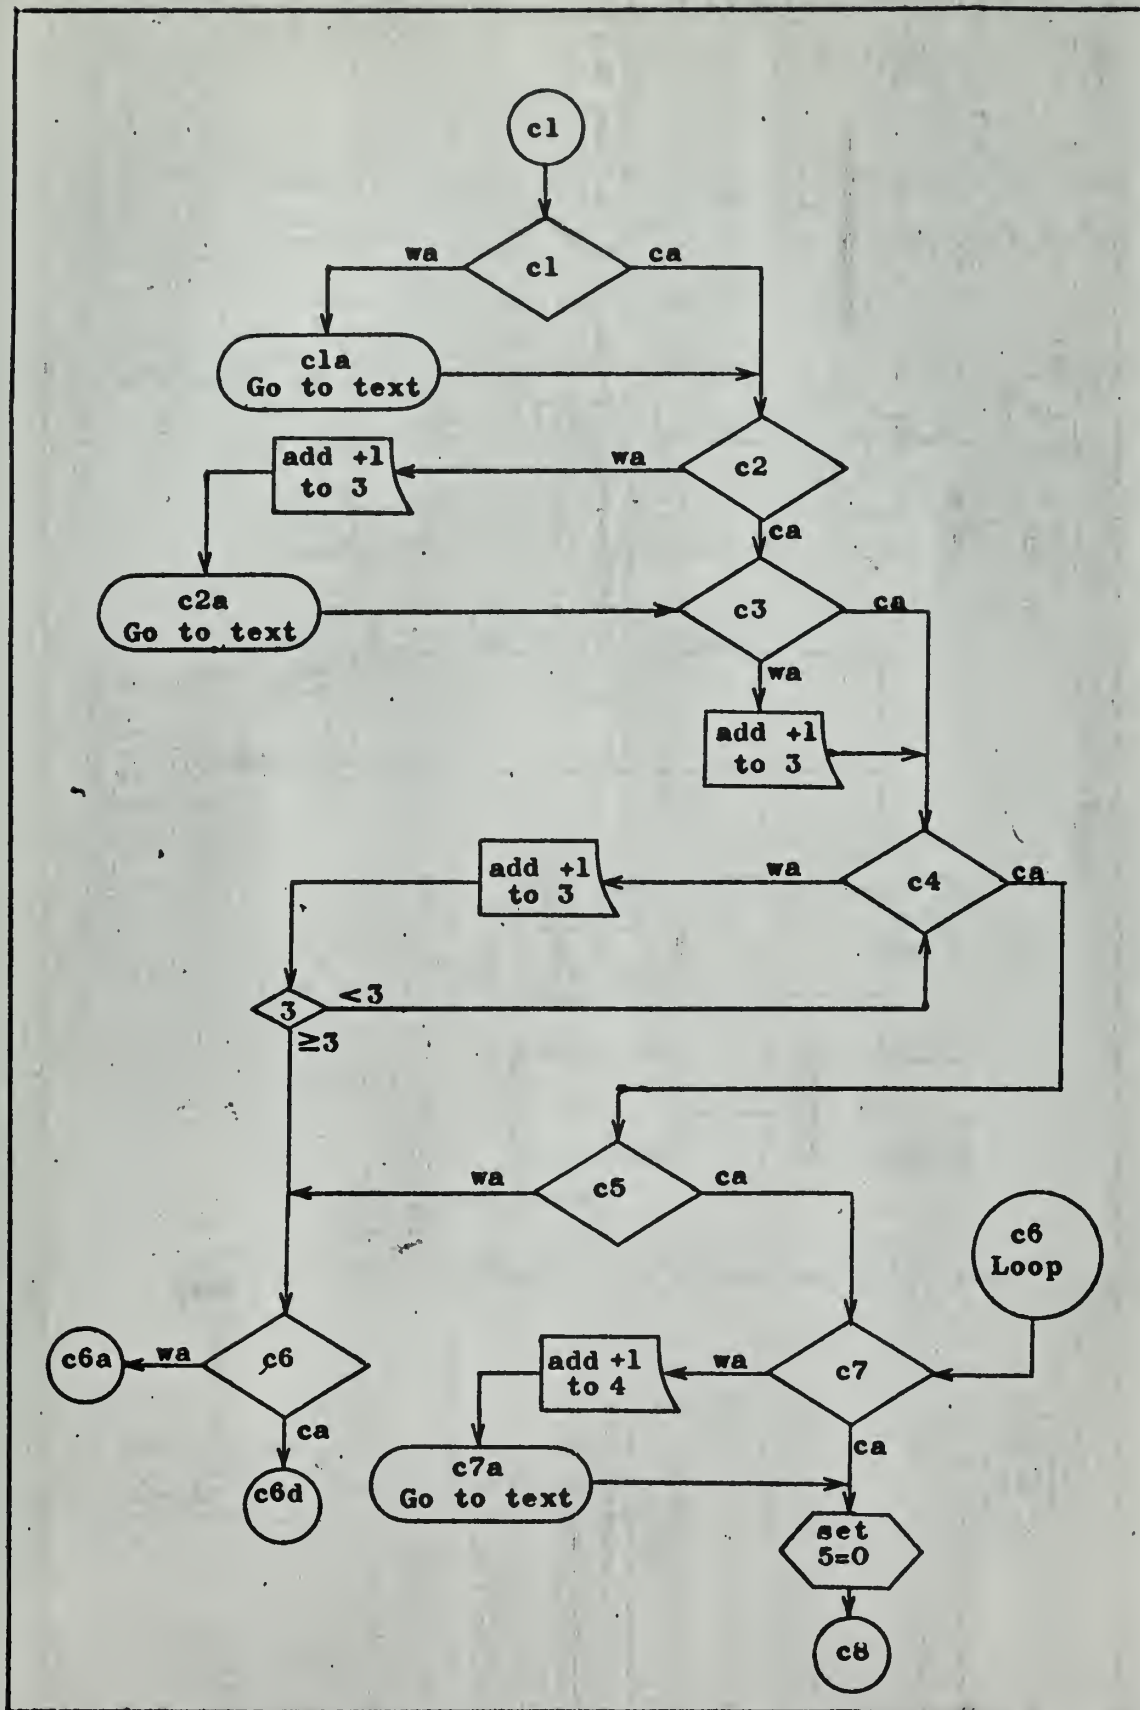 c1
wa
c1
ca
c1a
Go to text
add +1
to 3
wa
c2
ca
c2a
Go to text
c3
ca
wa
add +1
to 3
add +1
to 3
wa
c4
ca
3
<3
≥3
wa
c5
ca
c6
Loop
c6a
wa
c6
ca
c6d
add +1
to 4
wa
c7
ca
c7a
Go to text
set
5=0
c8